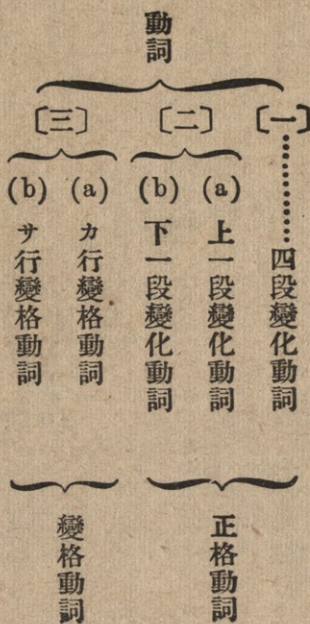 動詞
〔一〕……四段變化動詞
〔二〕
(a) 上一段變化動詞
(b) 下一段變化動詞
〔三〕
(a) カ行變格動詞
(b) サ行變格動詞
正格動詞
變格動詞